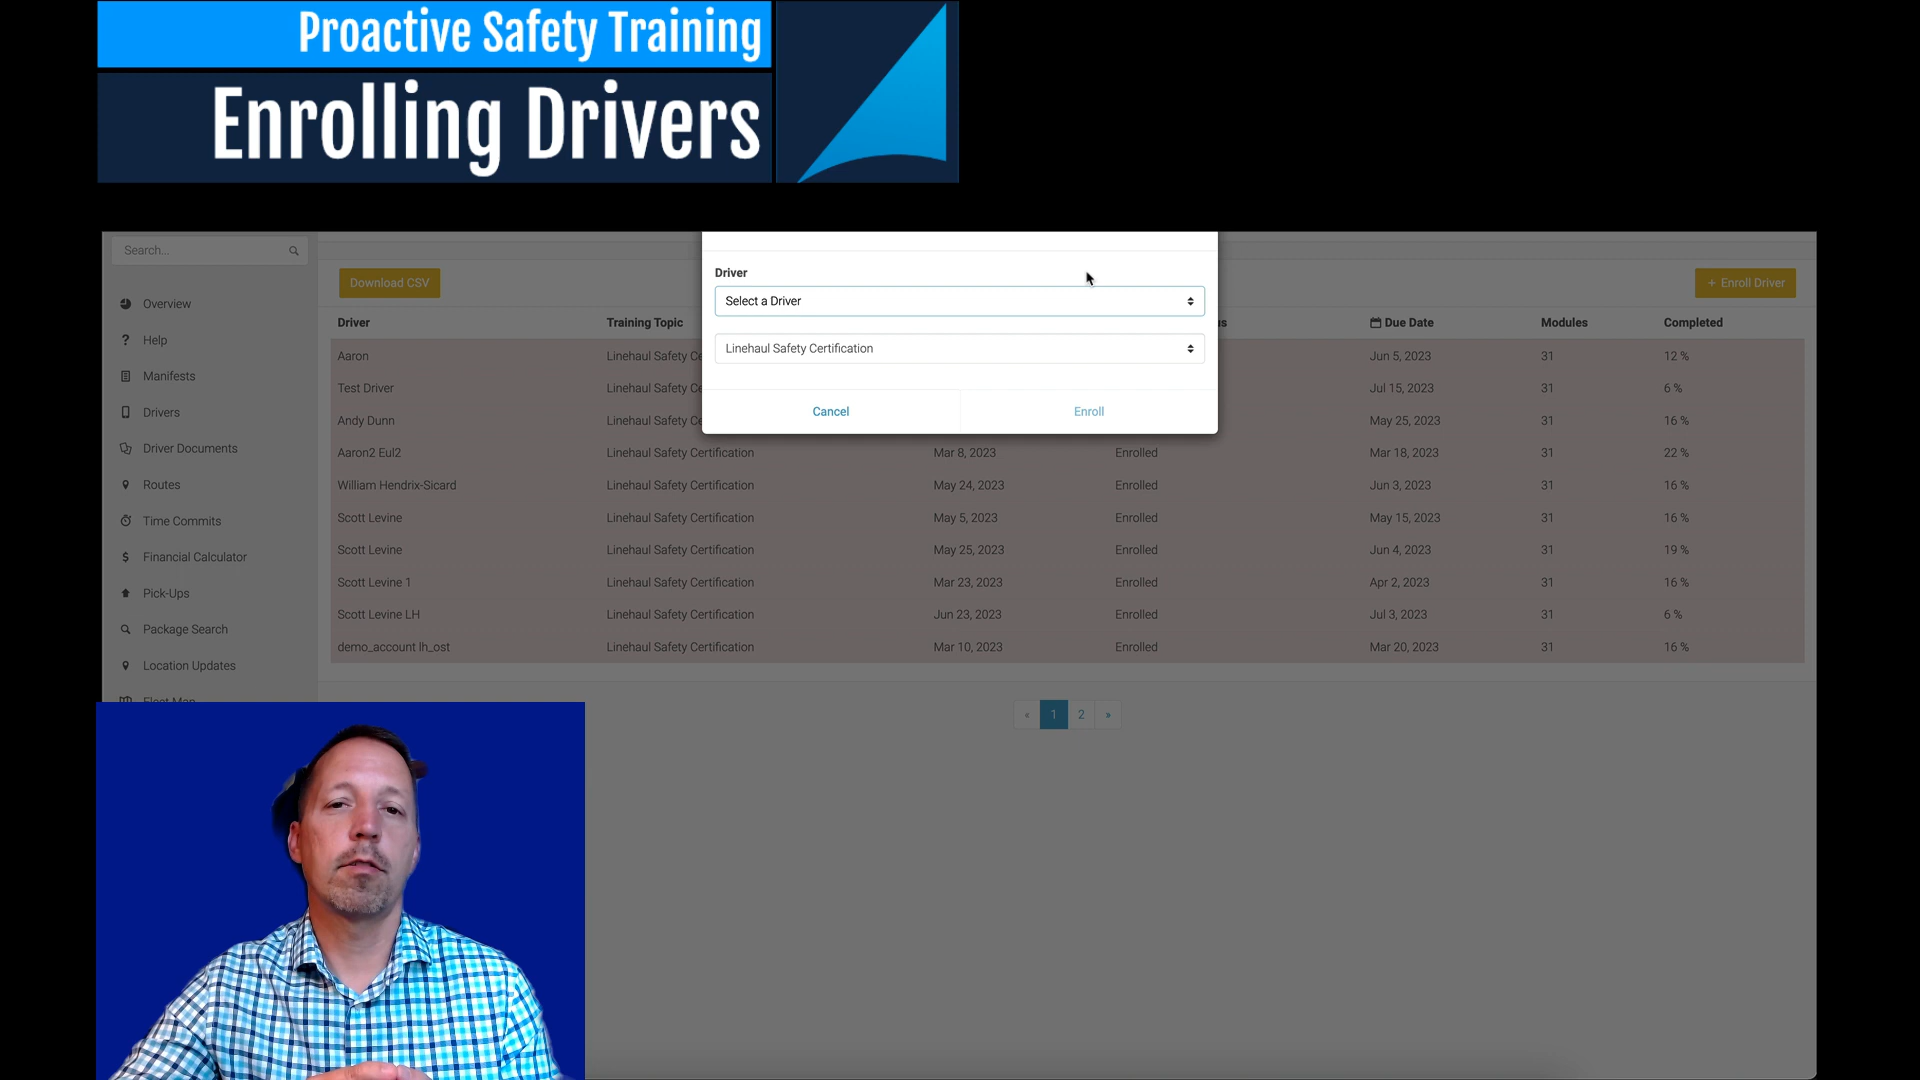 Proactive Safety Training
Enrolling Drivers
Search...
Overview
Help
Manifests
Drivers
Driver Documents
Routes
Time Commits
Financial Calculator
Pick-Ups
Package Search
Location Updates
Download CSV
+ Enroll Driver
Driver
Select a Driver
Linehaul Safety Certification
Cancel
Enroll
Driver Training Topic Due Date Modules Completed
Aaron Linehaul Safety Jun 5, 2023 31 12 %
Test Driver Linehaul Safety Jul 15, 2023 31 6 %
Andy Dunn Linehaul Safety May 25, 2023 31 16 %
Aaron2 Eul2 Linehaul Safety Certification Mar 8, 2023 Enrolled Mar 18, 2023 31 22 %
William Hendrix-Sicard Linehaul Safety Certification May 24, 2023 Enrolled Jun 3, 2023 31 16 %
Scott Levine Linehaul Safety Certification May 5, 2023 Enrolled May 15, 2023 31 16 %
Scott Levine Linehaul Safety Certification May 25, 2023 Enrolled Jun 4, 2023 31 19 %
Scott Levine 1 Linehaul Safety Certification Mar 23, 2023 Enrolled Apr 2, 2023 31 16 %
Scott Levine LH Linehaul Safety Certification Jun 23, 2023 Enrolled Jul 3, 2023 31 6 %
demo_account lh_ost Linehaul Safety Certification Mar 10, 2023 Enrolled Mar 20, 2023 31 16 %
« 1 2 »